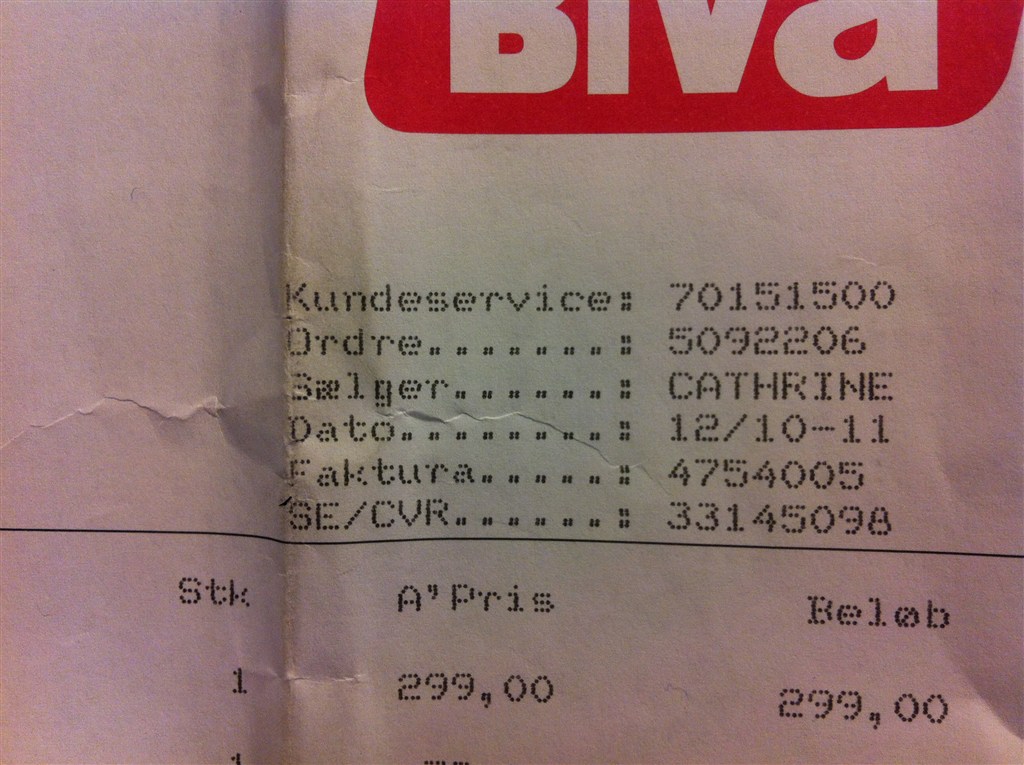 Biva
Kundeservice: 70151500
Ordre.......: 5092206
Sælger......: CATHRINE
Dato........: 12/10-11
Faktura.....: 4754005
SE/CVR......: 33145098
Stk A'Pris Beløb
1 299,00 299,00
1